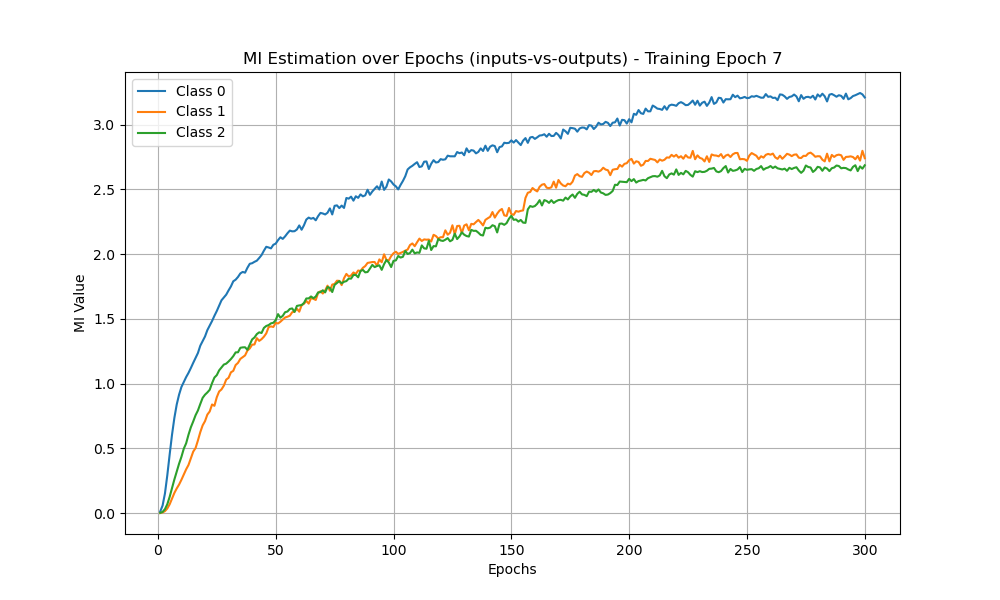 MI Estimation over Epochs (inputs-vs-outputs) - Training Epoch 7
Class 0
Class 1
Class 2
3.0
2.5
2.0
1.5
1.0
0.5
0.0
MI Value
0 50 100 150 200 250 300
Epochs